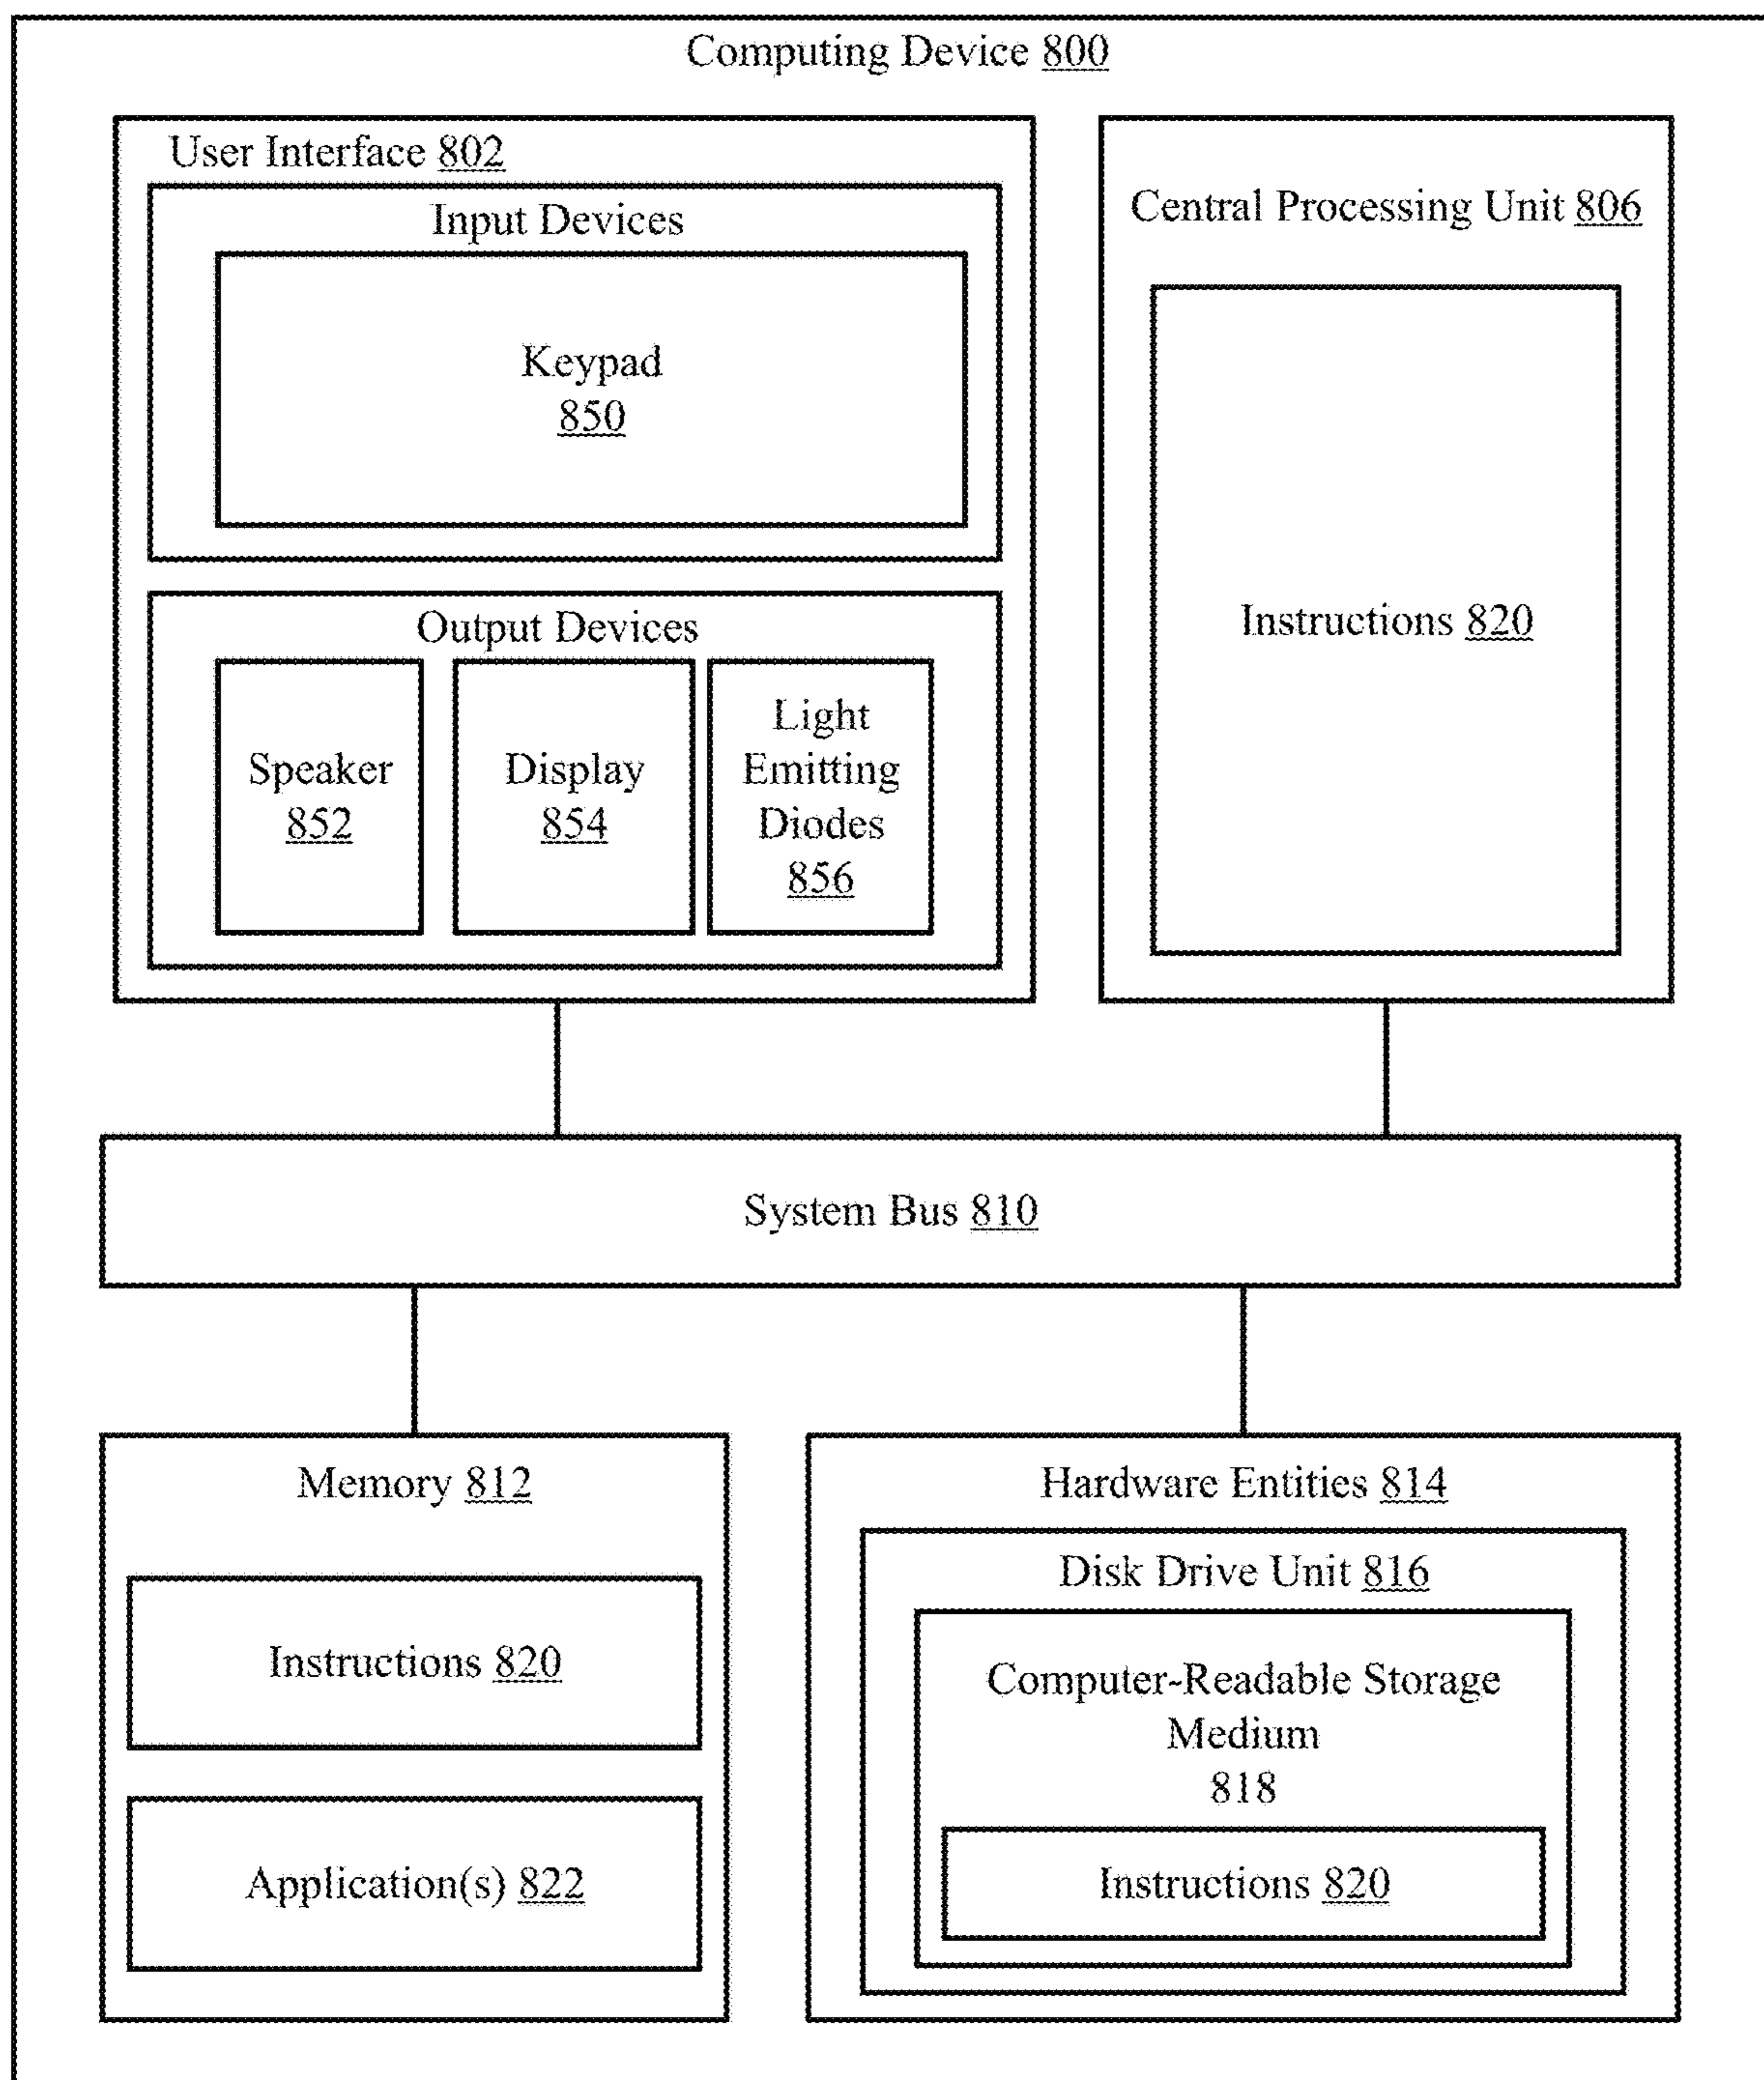 Computing Device 800
User Interface 802
Input Devices
Keypad
850
Output Devices
Speaker
852
Display
854
Light
Emitting
Diodes
856
Central Processing Unit 806
Instructions 820
System Bus 810
Memory 812
Instructions 820
Application(s) 822
Hardware Entities 814
Disk Drive Unit 816
Computer-Readable Storage
Medium
818
Instructions 820